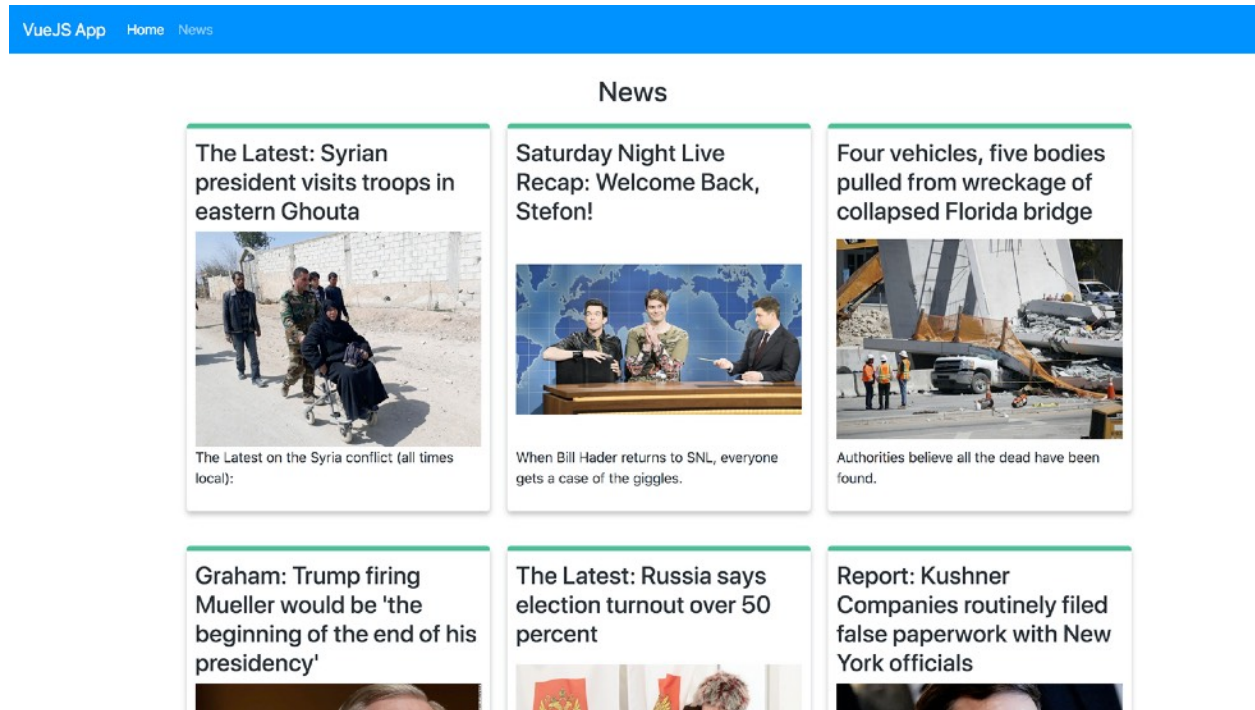 VueJS App Home News
News
The Latest: Syrian
president visits troops in
eastern Ghouta
The Latest on the Syria conflict (all times
local):
Saturday Night Live
Recap: Welcome Back,
Stefon!
When Bill Hader returns to SNL, everyone
gets a case of the giggles.
Four vehicles, five bodies
pulled from wreckage of
collapsed Florida bridge
Authorities believe all the dead have been
found.
Graham: Trump firing
Mueller would be 'the
beginning of the end of his
presidency'
The Latest: Russia says
election turnout over 50
percent
Report: Kushner
Companies routinely filed
false paperwork with New
York officials